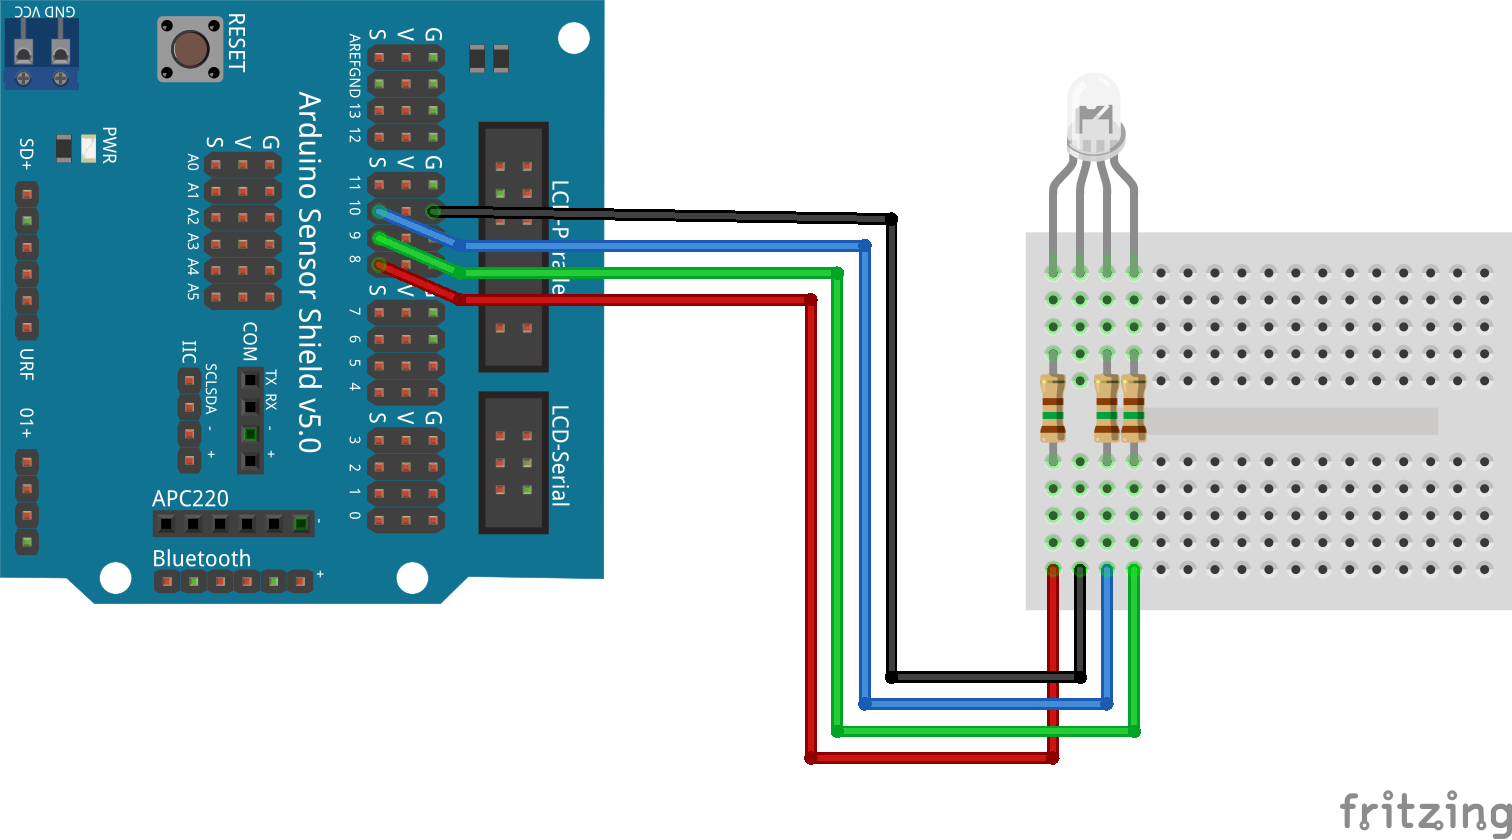 GND VCC
RESET
PWR
SD+
URF
01+
S V G
A0
A1
A2
A3
A4
A5
Arduino Sensor Shield v5.0
IIC
SCL SDA - +
COM
TX RX - +
APC220
-
Bluetooth
+
S V G
AREF
GND
13
12
S V G
11
10
9
8
S V G
7
6
5
4
S V G
3
2
1
0
LCD-Parallel
LCD-Serial
fritzing